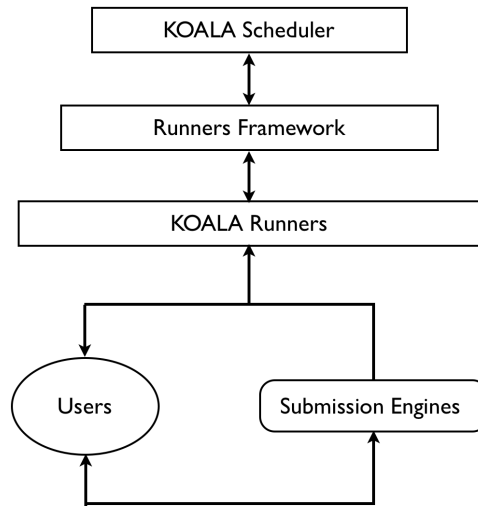 KOALA Scheduler
Runners Framework
KOALA Runners
Users
Submission Engines